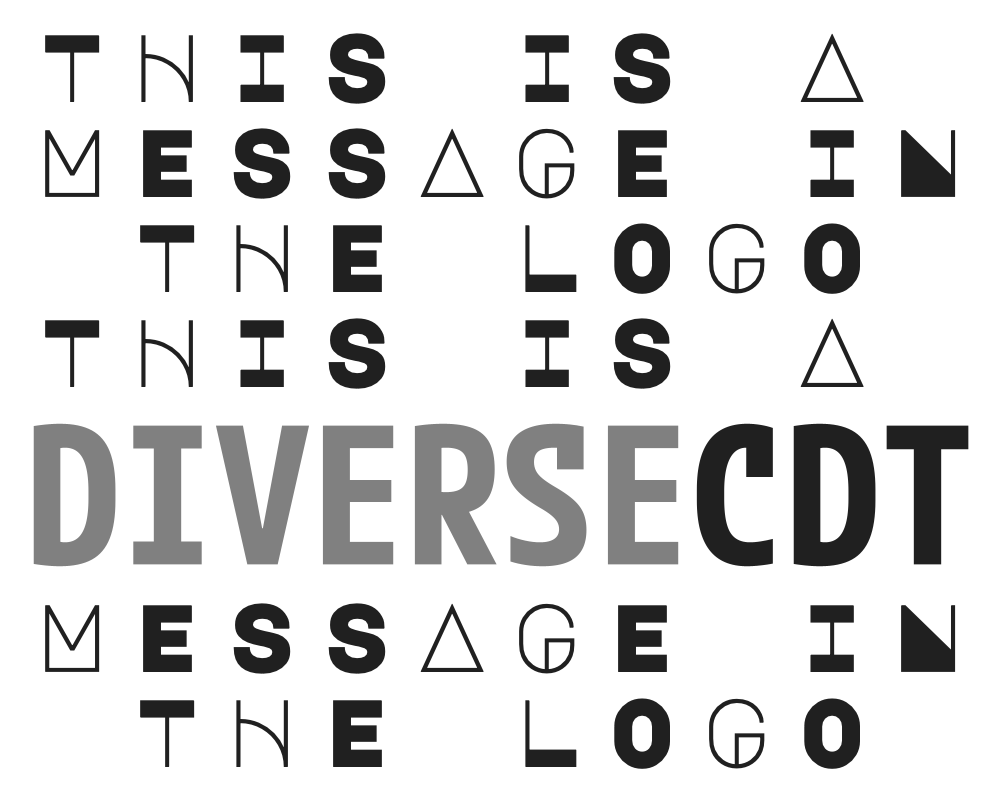 THIS IS A
MESSAGE IN
THE LOGO
THIS IS A
DIVERSECDT
MESSAGE IN
THE LOGO